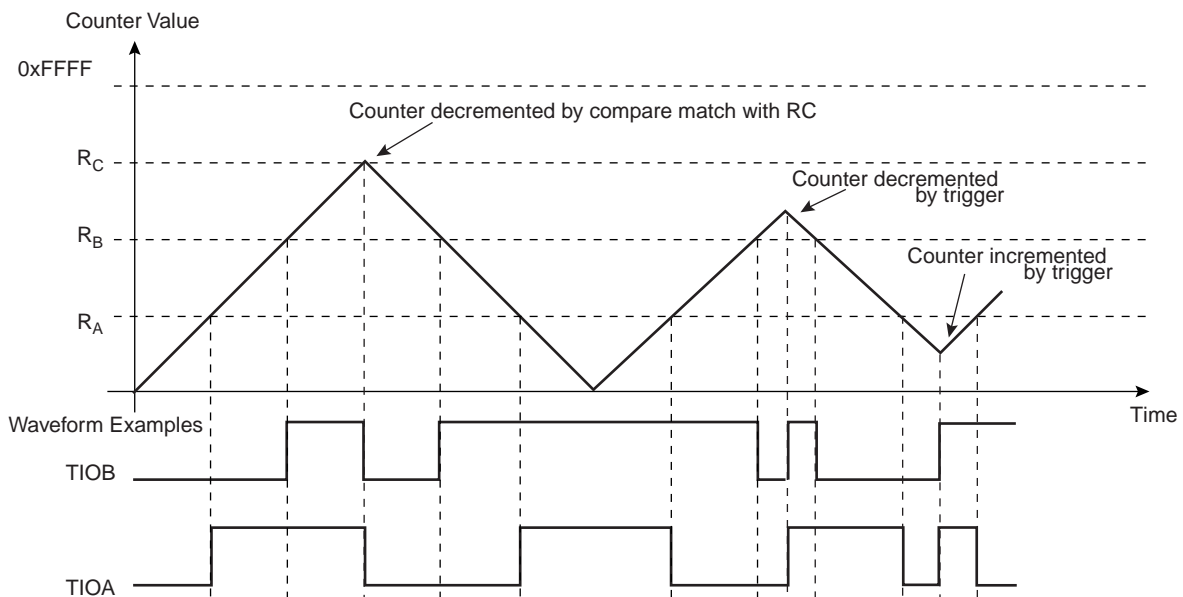 Counter Value
0xFFFF
Counter decremented by compare match with RC
RC
Counter decremented
by trigger
RB
Counter incremented
by trigger
RA
Time
Waveform Examples
TIOB
TIOA